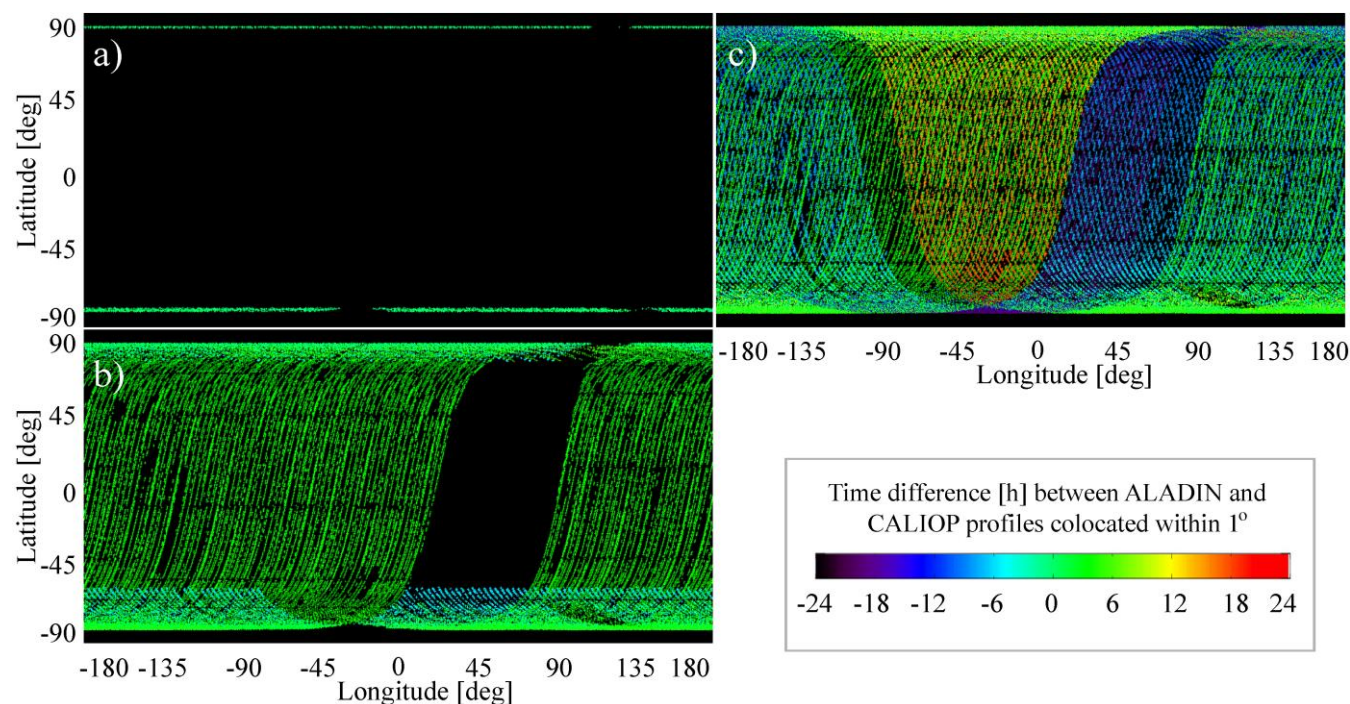 a)
90
45
0
-45
-90
Latitude [deg]
c)
-180 -135 -90 -45 0 45 90 135 180
Longitude [deg]
b)
90
45
0
-45
-90
Latitude [deg]
-180 -135 -90 -45 0 45 90 135 180
Longitude [deg]
Time difference [h] between ALADIN and
CALIOP profiles colocated within 1°
-24 -18 -12 -6 0 6 12 18 24